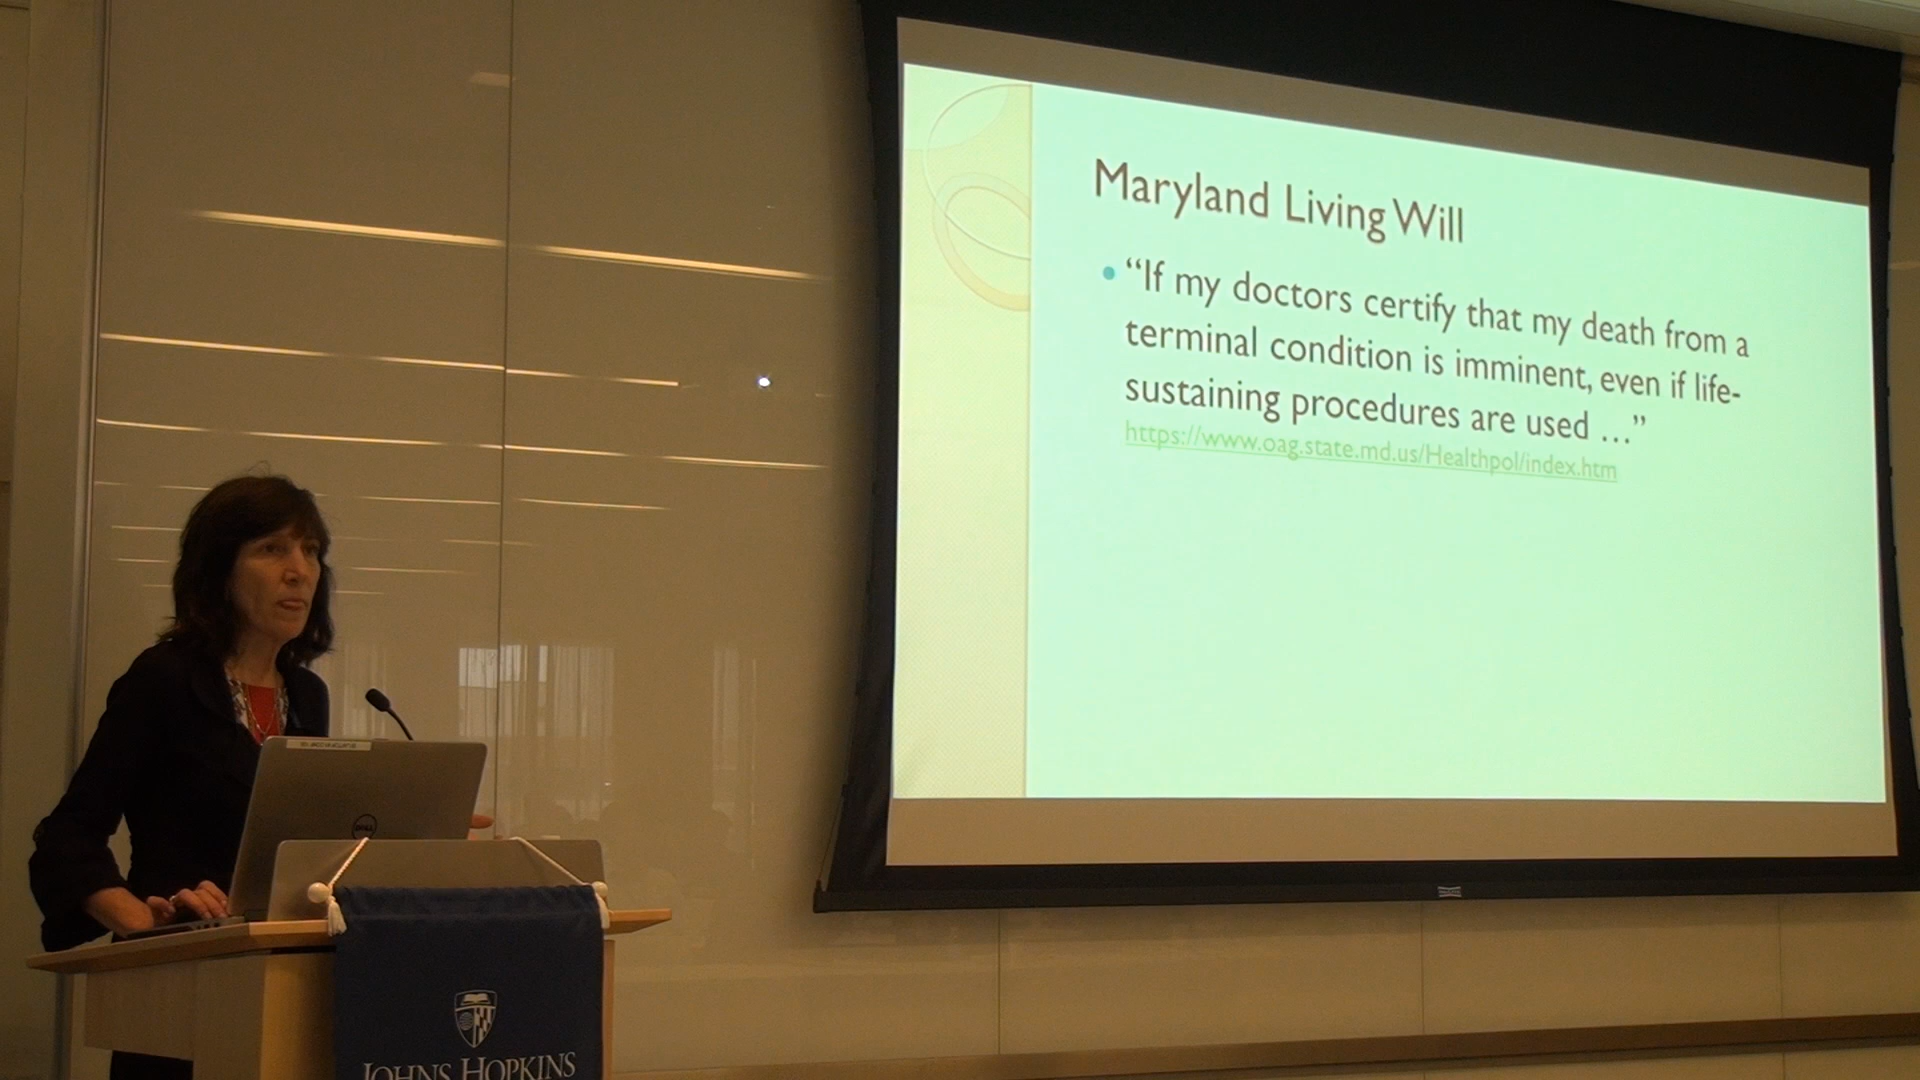 Maryland Living Will
• “If my doctors certify that my death from a
terminal condition is imminent, even if life-
sustaining procedures are used …”
https://www.oag.state.md.us/Healthpol/index.htm
DELL
JOHNS HOPKINS